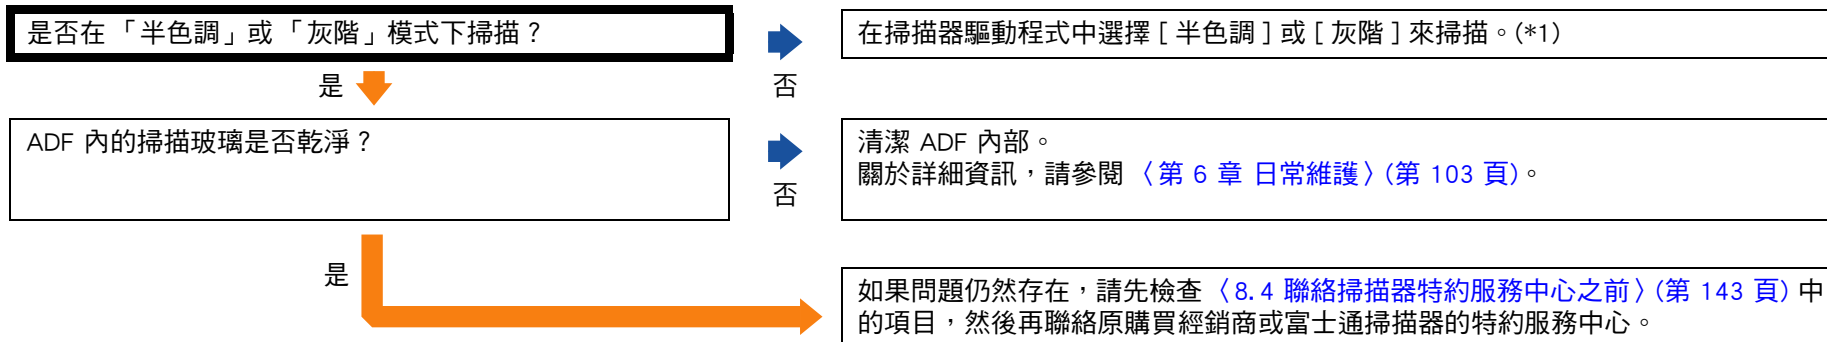 是否在「半色調」或「灰階」模式下掃描？
在掃描器驅動程式中選擇 [ 半色調 ] 或 [ 灰階 ] 來掃描。(*1)
是
否
ADF 內的掃描玻璃是否乾淨？
清潔 ADF 內部。
關於詳細資訊，請參閱 〈第 6 章 日常維護〉(第 103 頁)。
否
是
如果問題仍然存在，請先檢查 〈8.4 聯絡掃描器特約服務中心之前〉(第 143 頁) 中
的項目，然後再聯絡原購買經銷商或富士通掃描器的特約服務中心。